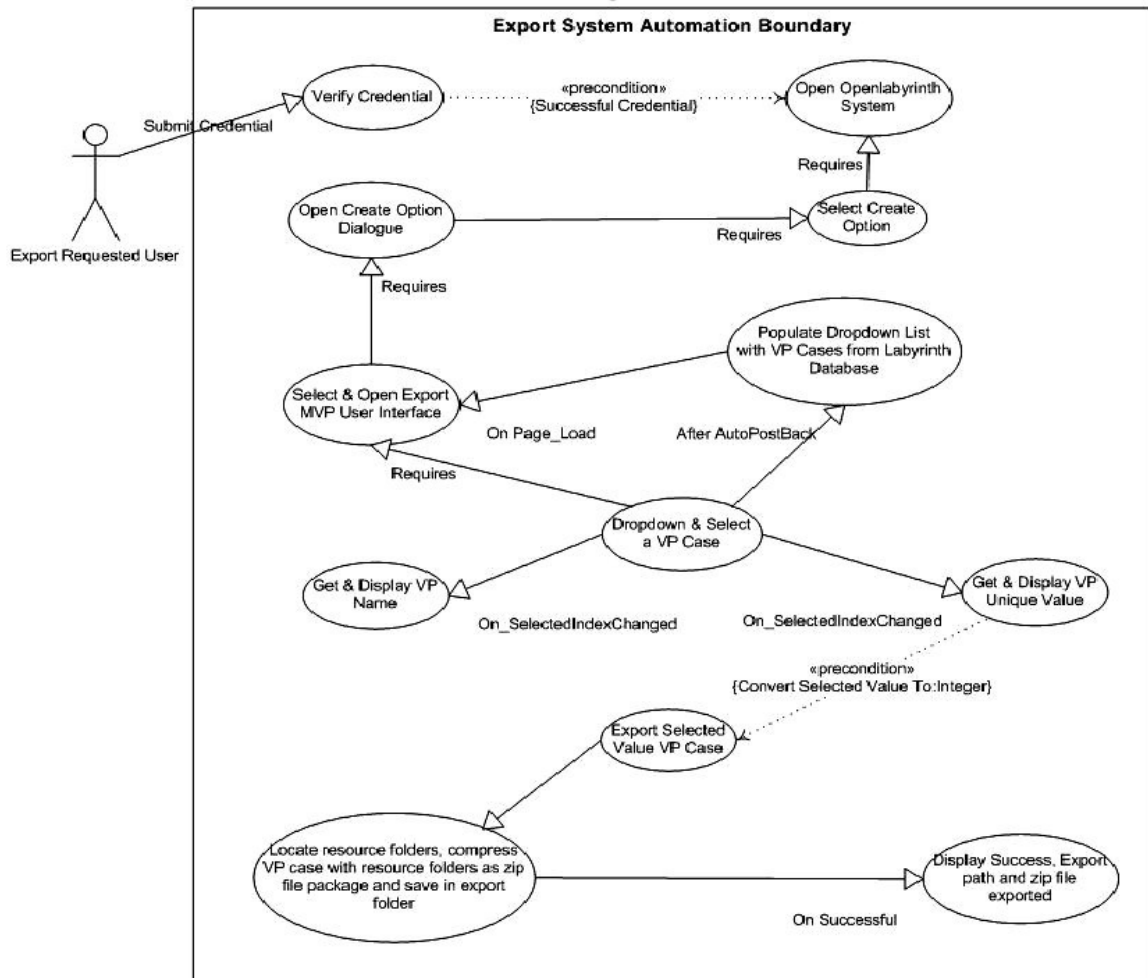 Export System Automation Boundary
Verify Credential
«precondition»
{Successful Credential}
Open Openlabyrinth
System
Submit Credential
Export Requested User
Requires
Open Create Option
Dialogue
Select Create
Option
Requires
Requires
Populate Dropdown List
with VP Cases from Labyrinth
Database
Select & Open Export
MVP User Interface
On Page_Load
After AutoPostBack
Requires
Dropdown & Select
a VP Case
Get & Display VP
Name
Get & Display VP
Unique Value
On_SelectedIndexChanged
On_SelectedIndexChanged
«precondition»
{Convert Selected Value To:Integer}
Export Selected
Value VP Case
Locate resource folders, compress
VP case with resource folders as zip
file package and save in export
folder
Display Success, Export
path and zip file
exported
On Successful